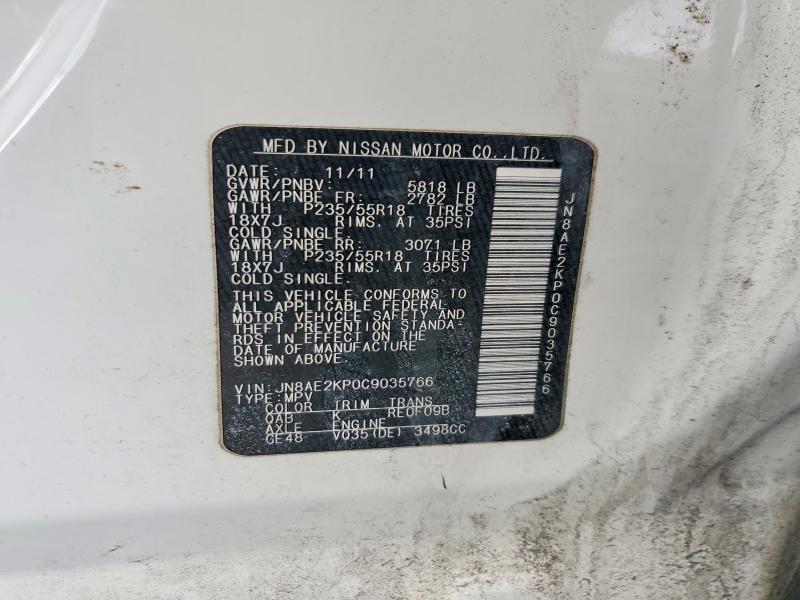 MFD BY NISSAN MOTOR CO.,LTD.
DATE: 11/11
GVWR/PNBV: 5818 LB
GAWR/PNBE FR: 2782 LB
WITH P235/55R18 TIRES
18X7J RIMS. AT 35PSI
COLD SINGLE.
GAWR/PNBE RR: 3071 LB
WITH P235/55R18 TIRES
18X7J RIMS. AT 35PSI
COLD SINGLE.
THIS VEHICLE CONFORMS TO
ALL APPLICABLE FEDERAL
MOTOR VEHICLE SAFETY AND
THEFT PREVENTION STANDA-
RDS IN EFFECT ON THE
DATE OF MANUFACTURE
SHOWN ABOVE.
VIN: JN8AE2KP0C9035766
TYPE: MPV
COLOR TRIM TRANS
QAB K RE0F09B
AXLE ENGINE
GE48 VQ35(DE) 3498CC
JN8AE2KP0C9035766